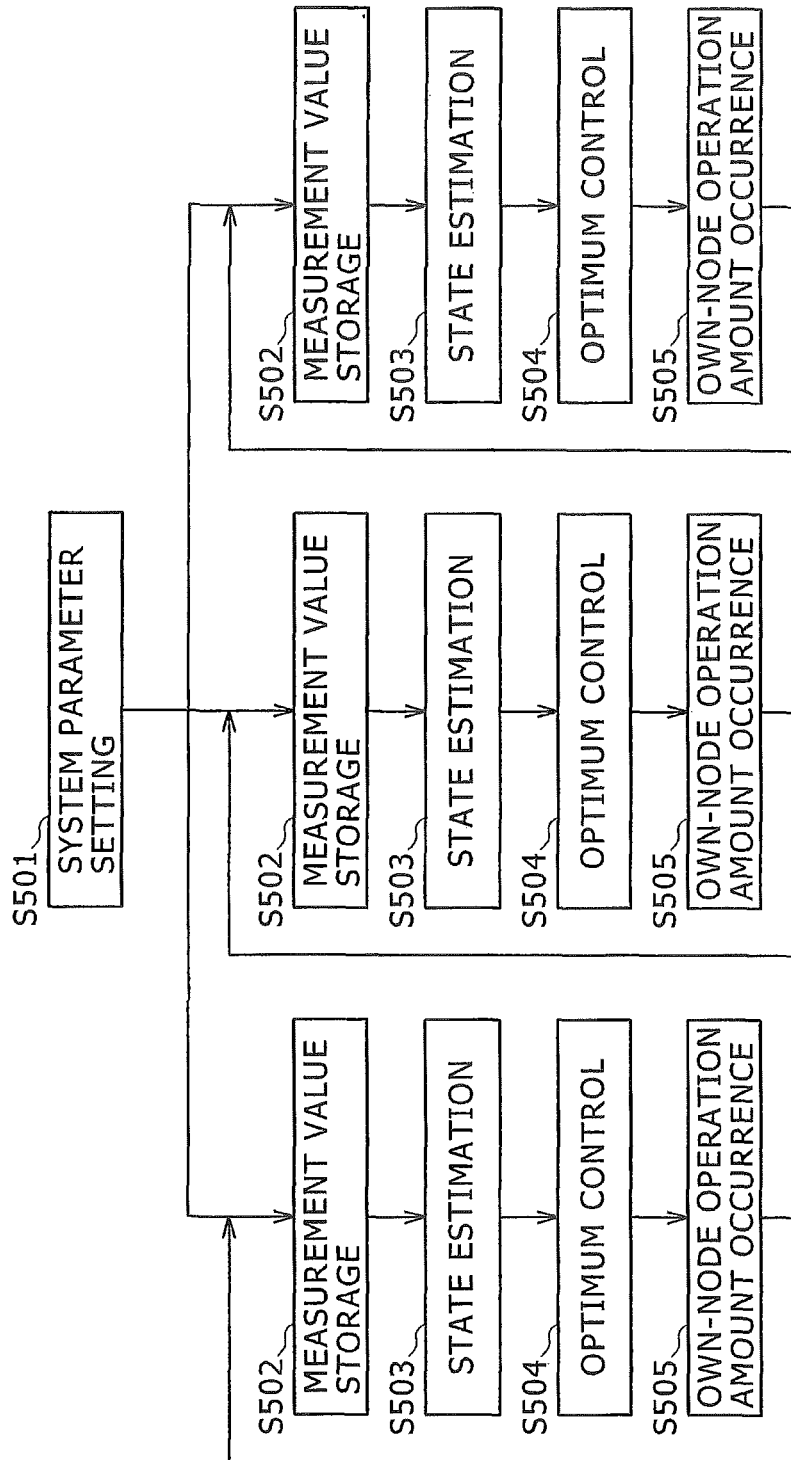 S501
SYSTEM PARAMETER
SETTING
S502
MEASUREMENT VALUE
STORAGE
S503
STATE ESTIMATION
S504
OPTIMUM CONTROL
S505
OWN-NODE OPERATION
AMOUNT OCCURRENCE
S502
MEASUREMENT VALUE
STORAGE
S503
STATE ESTIMATION
S504
OPTIMUM CONTROL
S505
OWN-NODE OPERATION
AMOUNT OCCURRENCE
S502
MEASUREMENT VALUE
STORAGE
S503
STATE ESTIMATION
S504
OPTIMUM CONTROL
S505
OWN-NODE OPERATION
AMOUNT OCCURRENCE